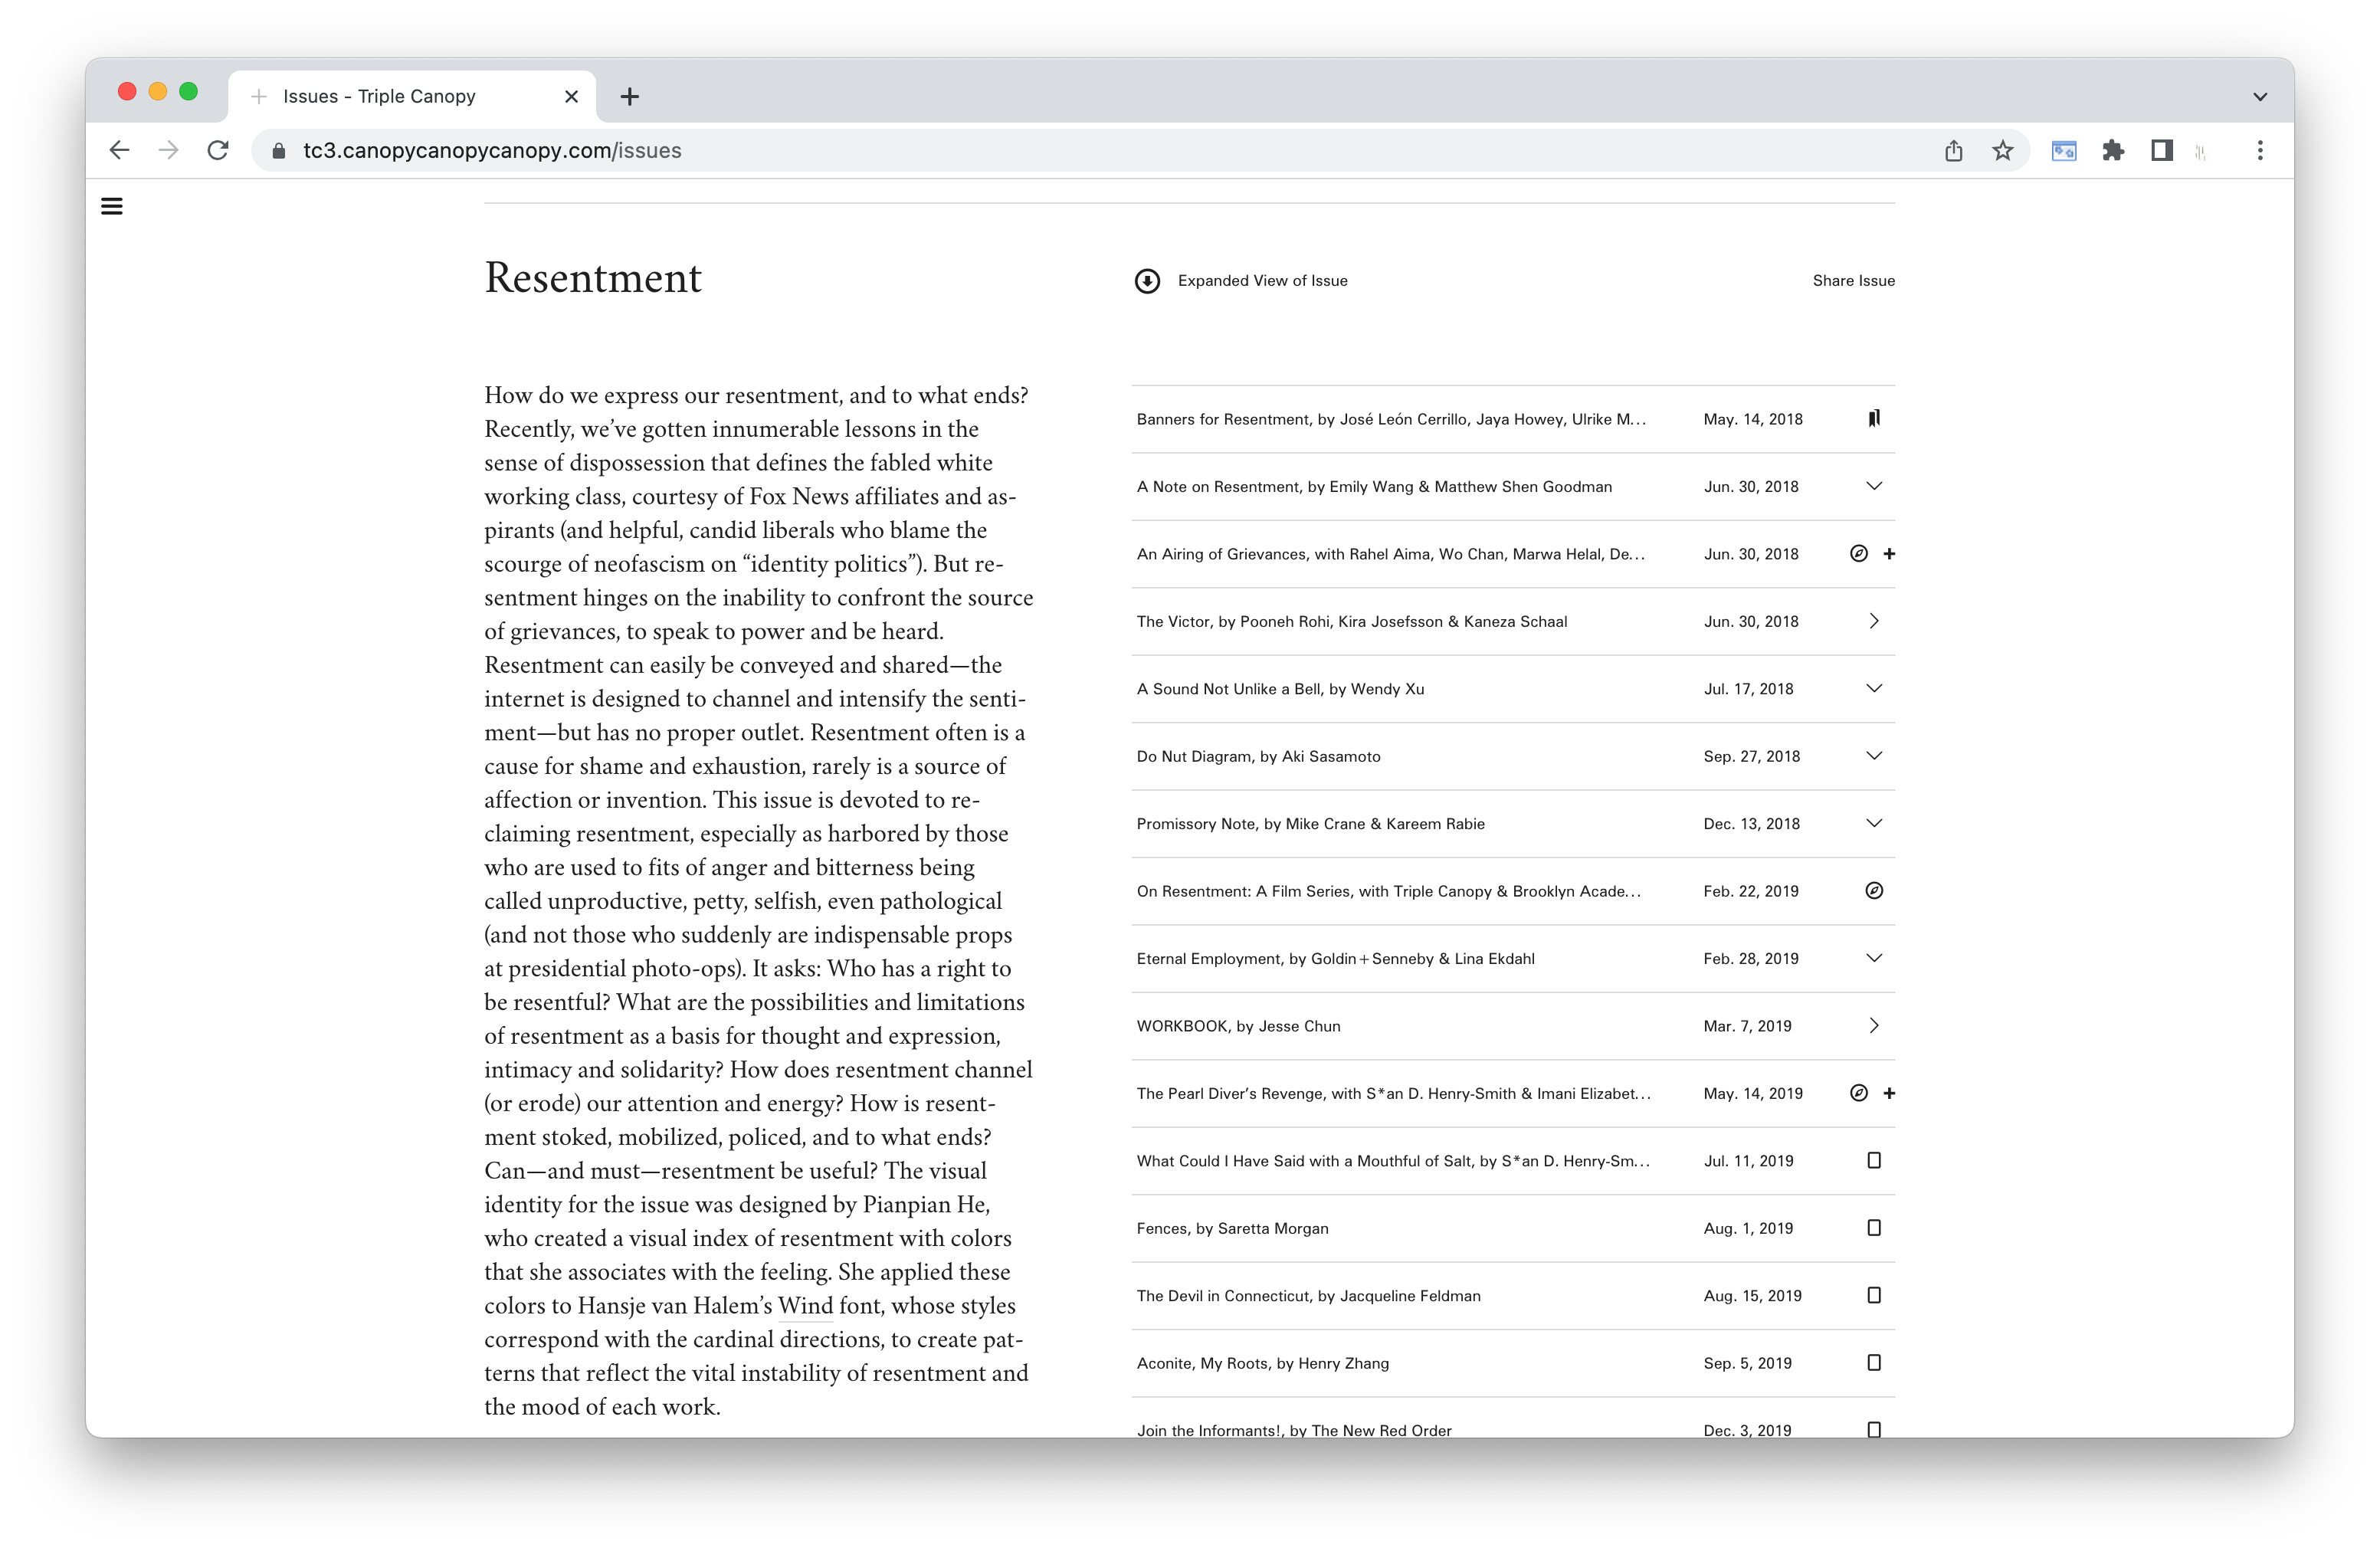 Issues - Triple Canopy
tc3.canopycanopycanopy.com/issues
Resentment
Expanded View of Issue
Share Issue
How do we express our resentment, and to what ends?
Recently, we’ve gotten innumerable lessons in the
sense of dispossession that defines the fabled white
working class, courtesy of Fox News affiliates and as-
pirants (and helpful, candid liberals who blame the
scourge of neofascism on “identity politics”). But re-
sentment hinges on the inability to confront the source
of grievances, to speak to power and be heard.
Resentment can easily be conveyed and shared—the
internet is designed to channel and intensify the senti-
ment—but has no proper outlet. Resentment often is a
cause for shame and exhaustion, rarely is a source of
affection or invention. This issue is devoted to re-
claiming resentment, especially as harbored by those
who are used to fits of anger and bitterness being
called unproductive, petty, selfish, even pathological
(and not those who suddenly are indispensable props
at presidential photo-ops). It asks: Who has a right to
be resentful? What are the possibilities and limitations
of resentment as a basis for thought and expression,
intimacy and solidarity? How does resentment channel
(or erode) our attention and energy? How is resent-
ment stoked, mobilized, policed, and to what ends?
Can—and must—resentment be useful? The visual
identity for the issue was designed by Pianpian He,
who created a visual index of resentment with colors
that she associates with the feeling. She applied these
colors to Hansje van Halem’s Wind font, whose styles
correspond with the cardinal directions, to create pat-
terns that reflect the vital instability of resentment and
the mood of each work.
Banners for Resentment, by José León Cerrillo, Jaya Howey, Ulrike M... May. 14, 2018
A Note on Resentment, by Emily Wang & Matthew Shen Goodman Jun. 30, 2018
An Airing of Grievances, with Rahel Aima, Wo Chan, Marwa Helal, De... Jun. 30, 2018
The Victor, by Pooneh Rohi, Kira Josefsson & Kaneza Schaal Jun. 30, 2018
A Sound Not Unlike a Bell, by Wendy Xu Jul. 17, 2018
Do Nut Diagram, by Aki Sasamoto Sep. 27, 2018
Promissory Note, by Mike Crane & Kareem Rabie Dec. 13, 2018
On Resentment: A Film Series, with Triple Canopy & Brooklyn Acade... Feb. 22, 2019
Eternal Employment, by Goldin+Senneby & Lina Ekdahl Feb. 28, 2019
WORKBOOK, by Jesse Chun Mar. 7, 2019
The Pearl Diver’s Revenge, with S*an D. Henry-Smith & Imani Elizabet... May. 14, 2019
What Could I Have Said with a Mouthful of Salt, by S*an D. Henry-Sm... Jul. 11, 2019
Fences, by Saretta Morgan Aug. 1, 2019
The Devil in Connecticut, by Jacqueline Feldman Aug. 15, 2019
Aconite, My Roots, by Henry Zhang Sep. 5, 2019
Join the Informants!, by The New Red Order Dec. 3, 2019